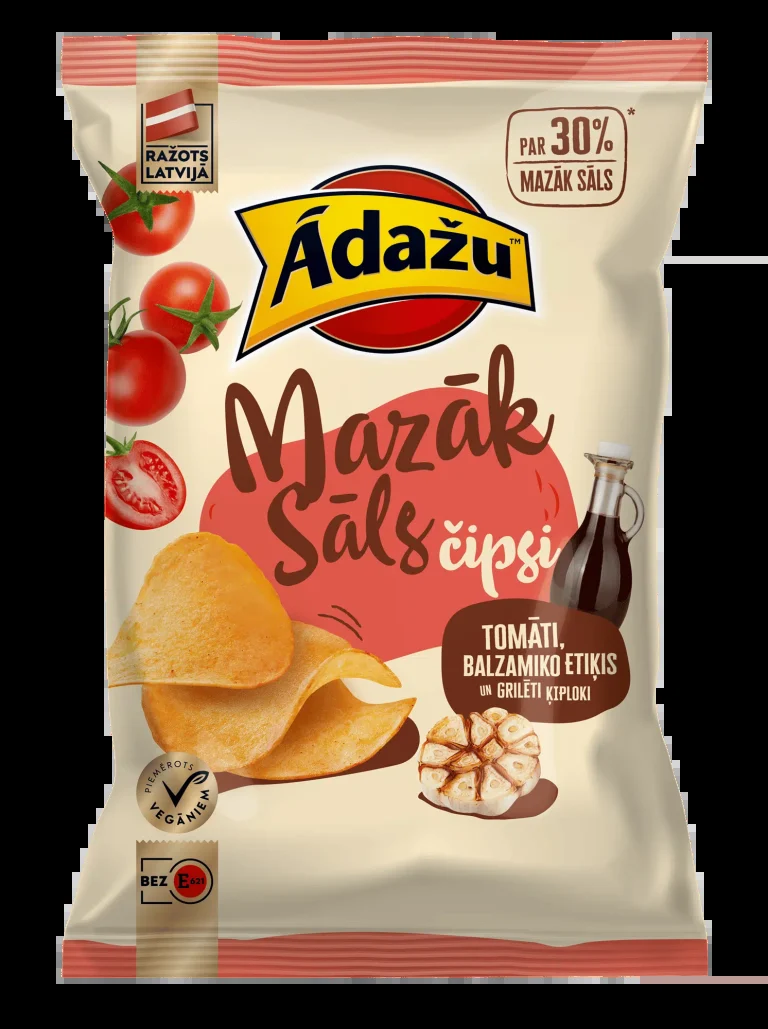 RAŽOTS
LATVIJĀ
PAR 30%*
MAZĀK SĀLS
Ādažu™
Mazāk
Sāls čipsi
TOMĀTI,
BALZAMIKO ETIĶIS
UN GRILĒTI ĶIPLOKI
PIEMĒROTS
VEGĀNIEM
BEZ E621